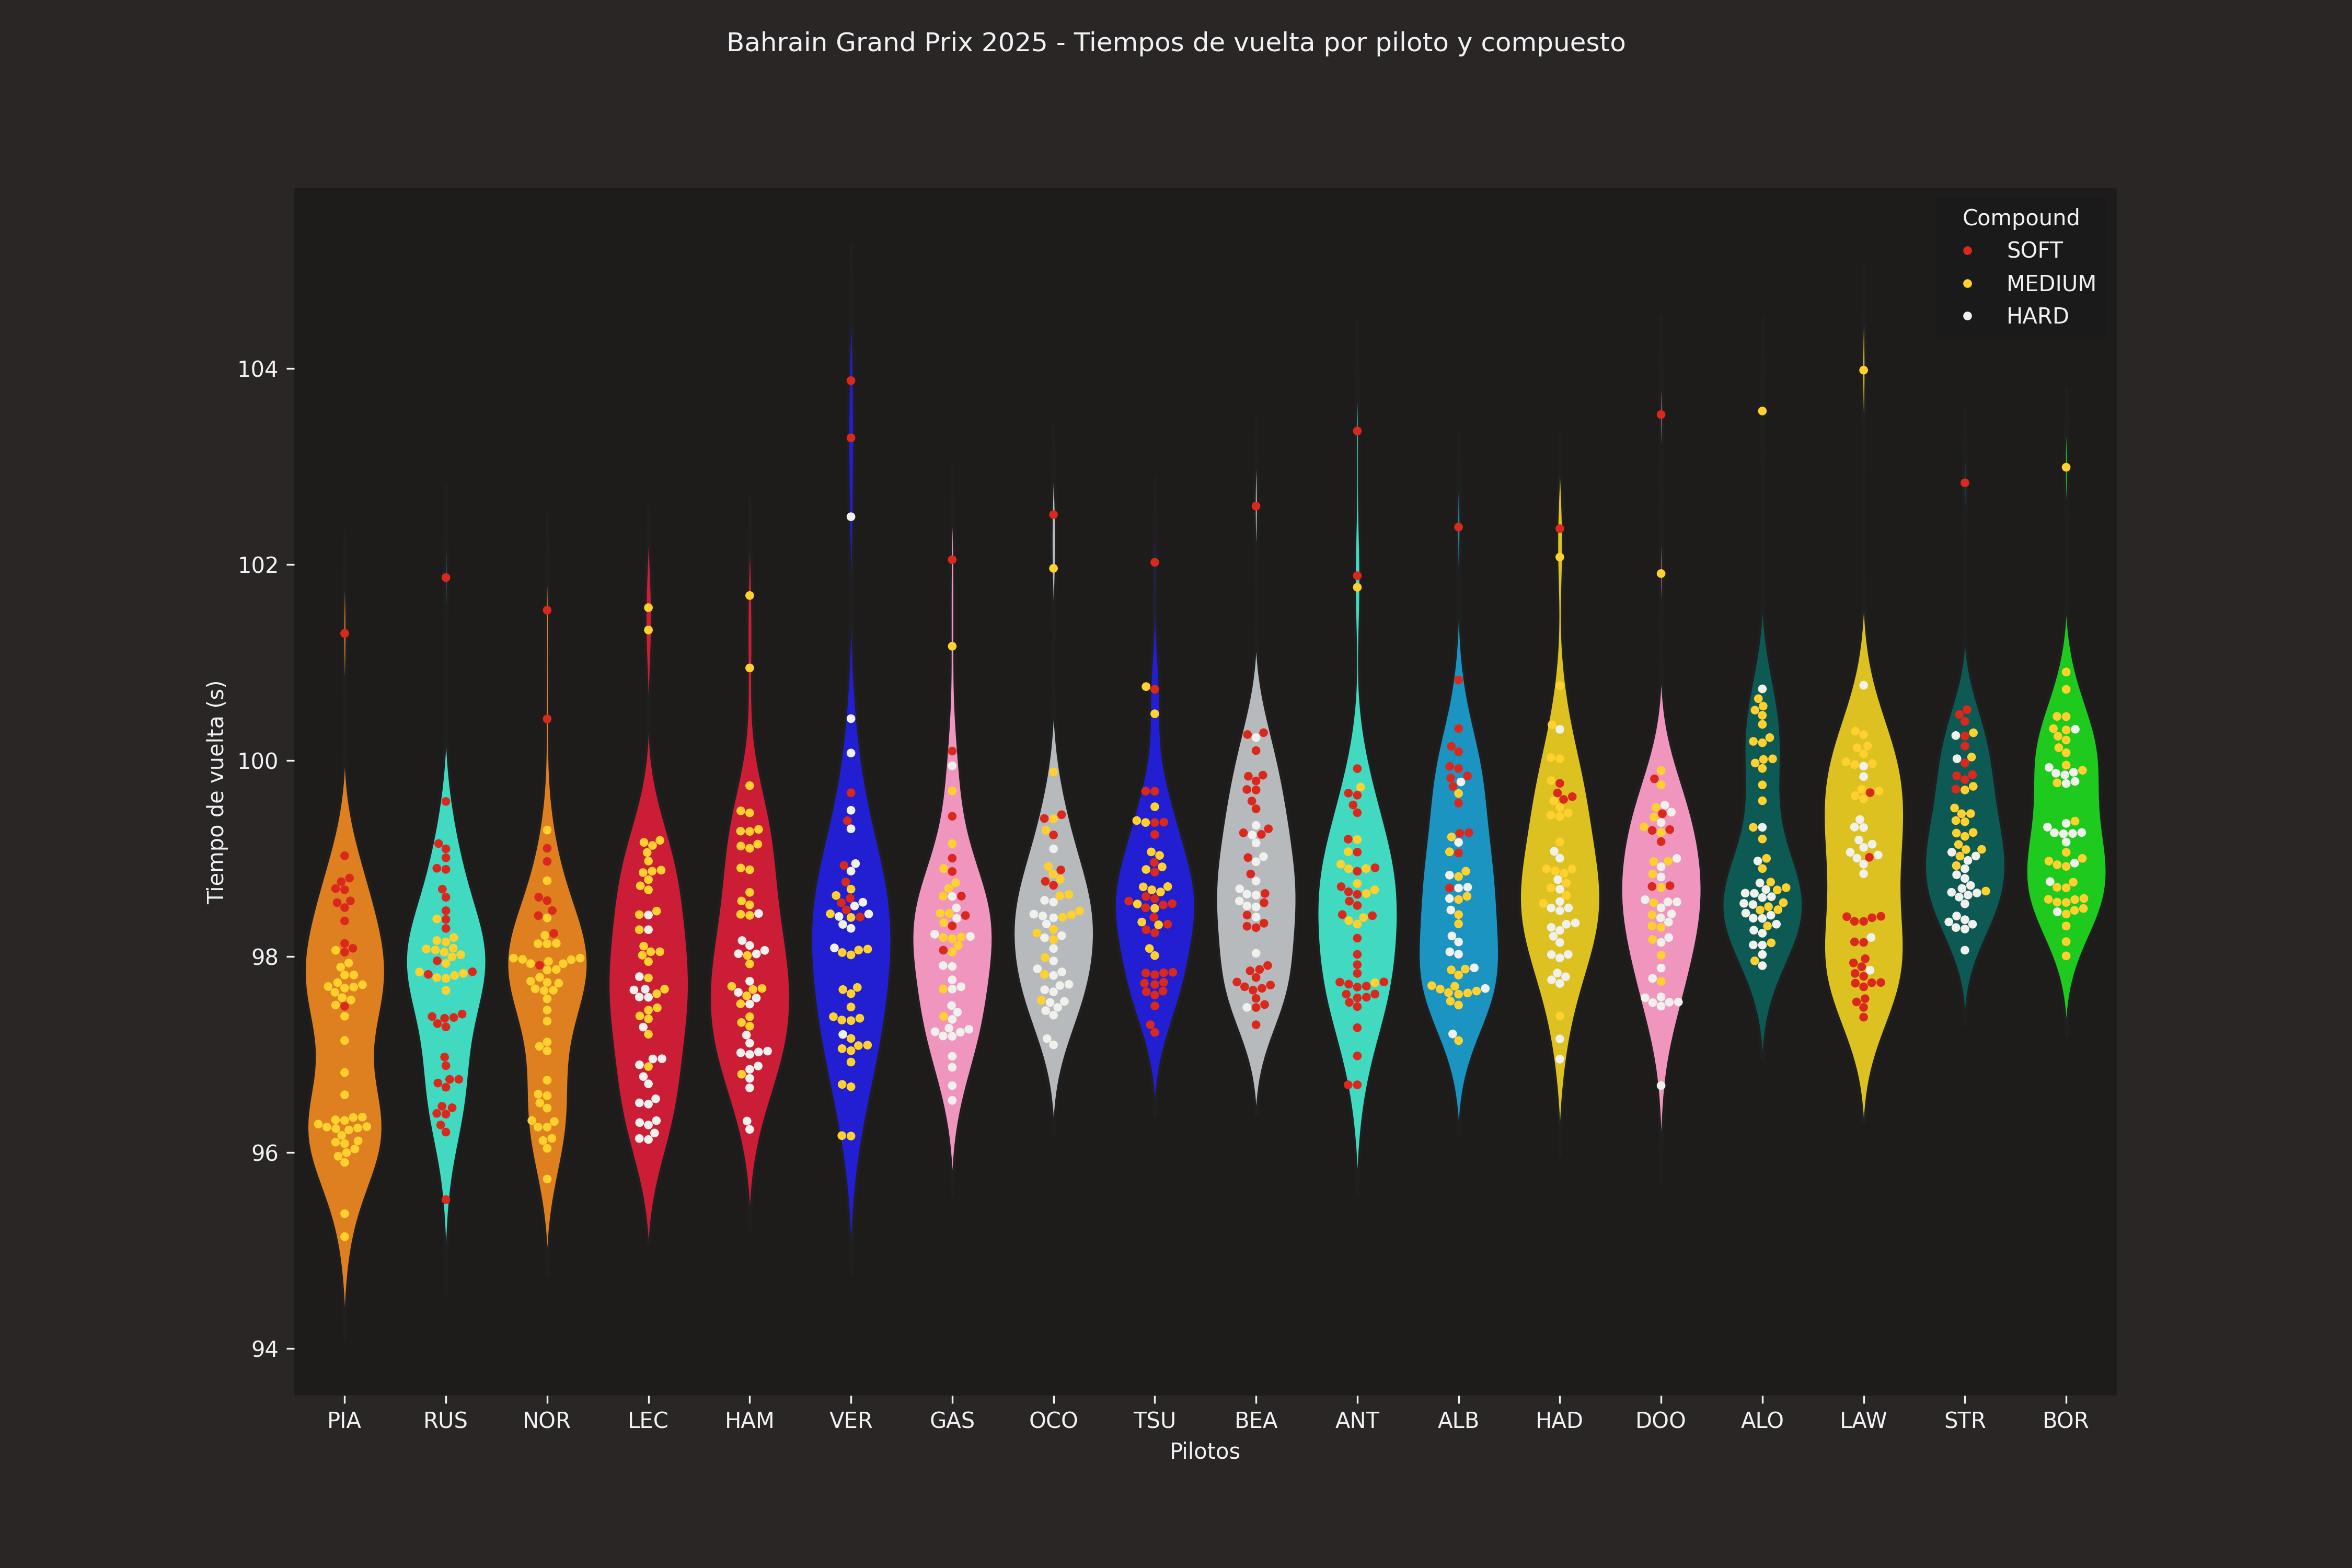 Bahrain Grand Prix 2025 - Tiempos de vuelta por piloto y compuesto
Compound
SOFT
MEDIUM
HARD
104
102
100
98
96
94
Tiempo de vuelta (s)
PIA RUS NOR LEC HAM VER GAS OCO TSU BEA ANT ALB HAD DOO ALO LAW STR BOR
Pilotos